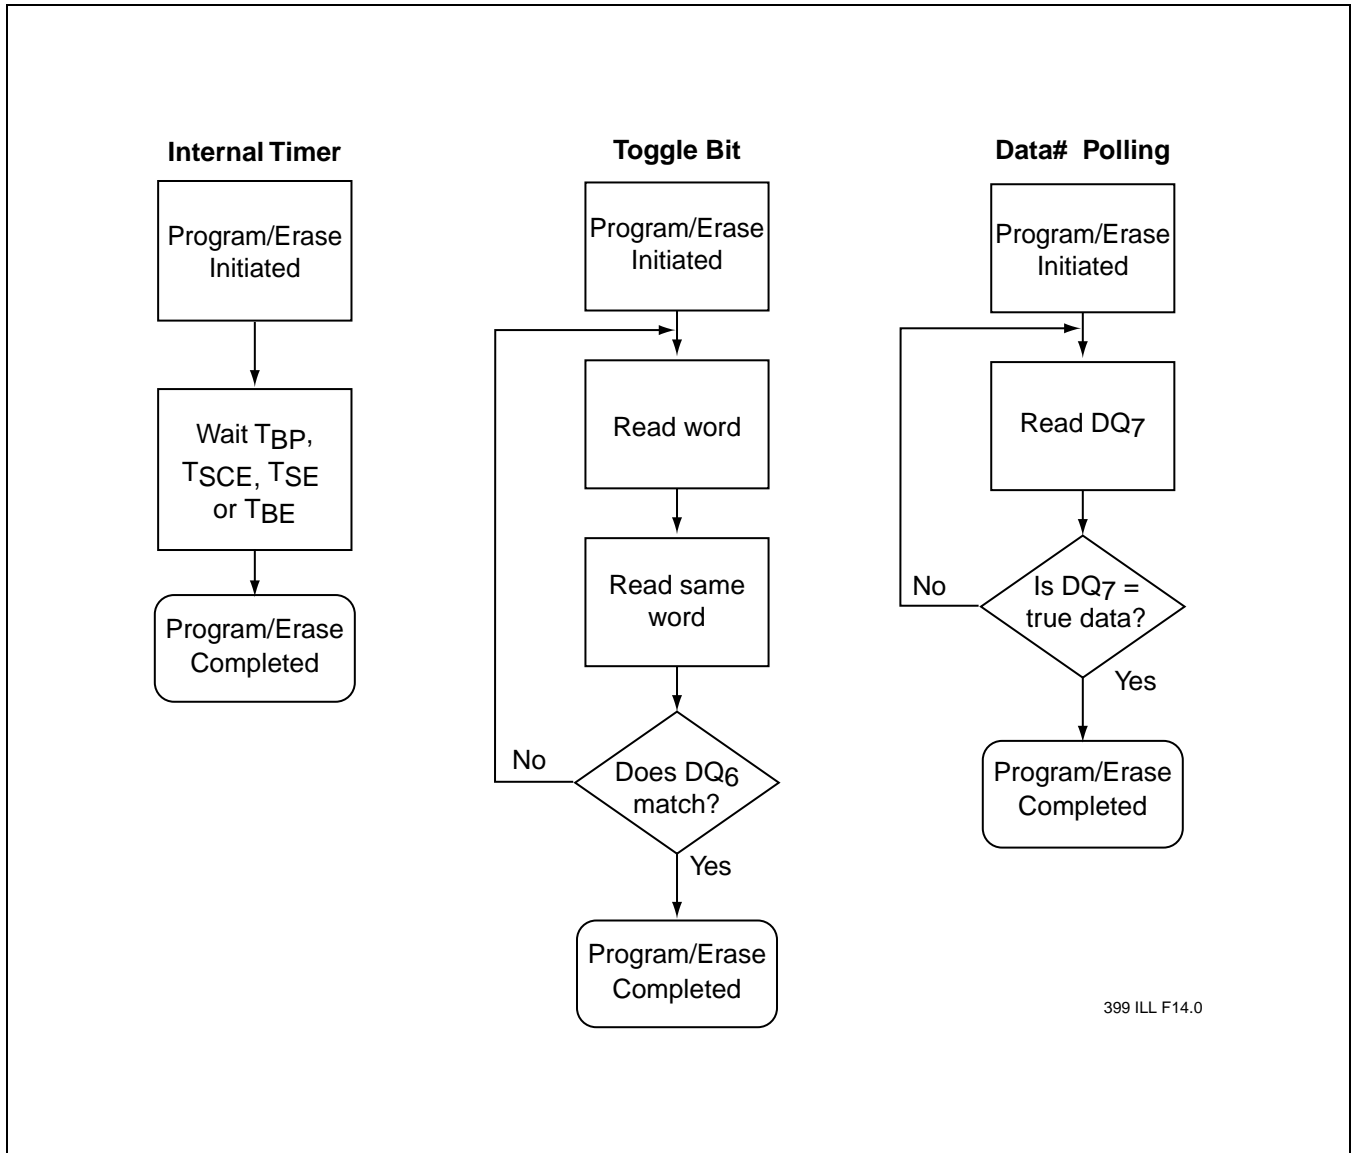 Internal Timer
Program/Erase
Initiated
Wait TBP,
TSCE, TSE
or TBE
Program/Erase
Completed
Toggle Bit
Program/Erase
Initiated
Read word
Read same
word
Does DQ6
match?
No
Yes
Program/Erase
Completed
Data# Polling
Program/Erase
Initiated
Read DQ7
Is DQ7 =
true data?
No
Yes
Program/Erase
Completed
399 ILL F14.0